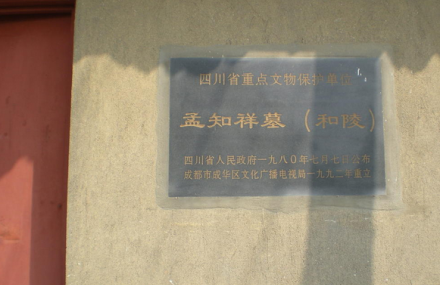 四川省重点文物保护单位
孟知祥墓（和陵）
四川省人民政府一九八〇年七月七日公布
成都市成华区文化广播电视局一九九二年重立